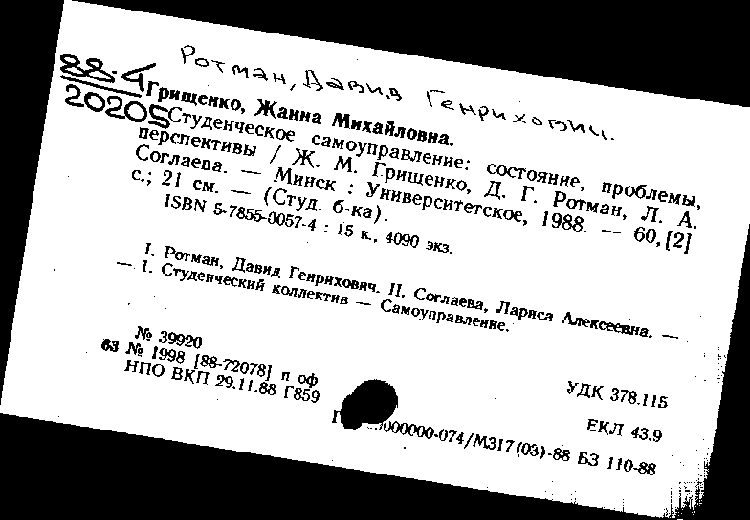 Ротман, Давид Генрихович.
88-4
20205
Грищенко, Жанна Михайловна.
Студенческое самоуправление: состояние, проблемы,
перспективы / Ж. М. Грищенко, Д. Г. Ротман, Л. А.
Соглаева. — Минск : Университетское, 1988. — 60, [2]
с.; 21 см. — (Студ. б-ка).
ISBN 5-7855-0057-4 : 15 к., 4090 экз.
I. Ротман, Давид Генрихович. II. Соглаева, Лариса Алексеевна. —
— 1. Студенческий коллектив — Самоуправление.
№ 39920
63 № 1998 [88-72078] п оф
НПО ВКП 29.11.88 Г859
УДК 378.115
ЕКЛ 43.9
000000-074/М317(03)-88 БЗ 110-88